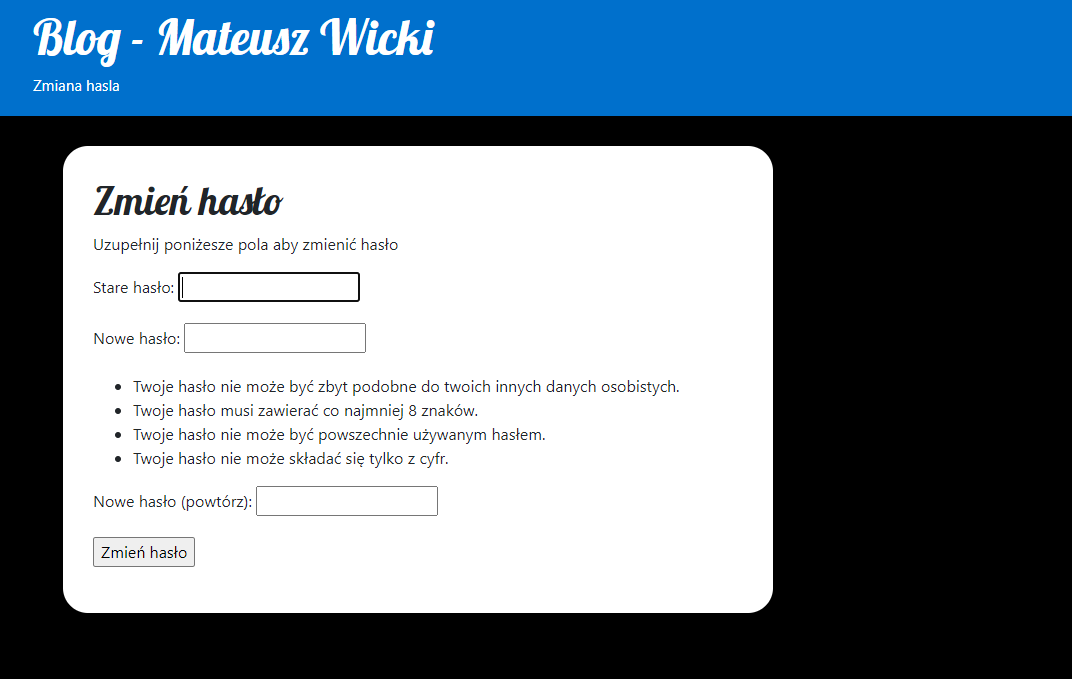 Blog - Mateusz Wicki
Zmiana hasla
Zmień hasło
Uzupełnij poniżesze pola aby zmienić hasło
Stare hasło:
Nowe hasło:
Twoje hasło nie może być zbyt podobne do twoich innych danych osobistych.
Twoje hasło musi zawierać co najmniej 8 znaków.
Twoje hasło nie może być powszechnie używanym hasłem.
Twoje hasło nie może składać się tylko z cyfr.
Nowe hasło (powtórz):
Zmień hasło